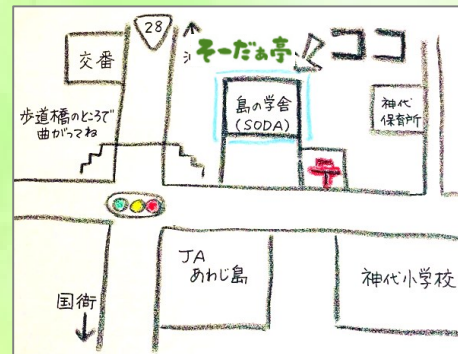 28
そーだぁ亭
ココ
交番
島の学舎
(SODA)
神代
保育所
歩道橋のところで
曲がってね
〒
JA
あわじ島
神代小学校
国衙